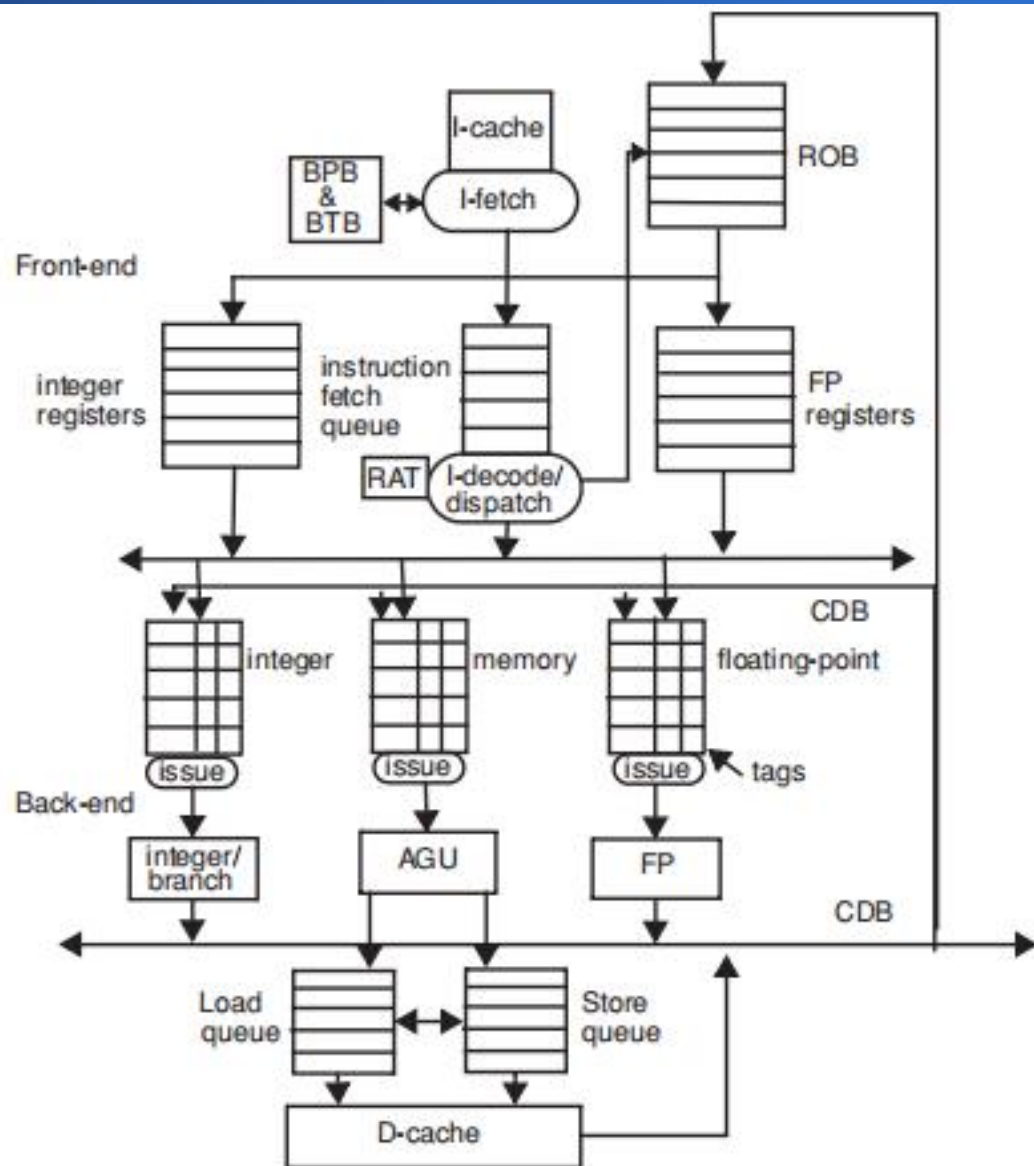 I-cache
ROB
BPB
&
BTB
I-fetch
Front-end
integer
registers
instruction
fetch
queue
FP
registers
RAT
I-decode/
dispatch
CDB
integer
memory
floating-point
issue
issue
issue
tags
Back-end
integer/
branch
AGU
FP
CDB
Load
queue
Store
queue
D-cache